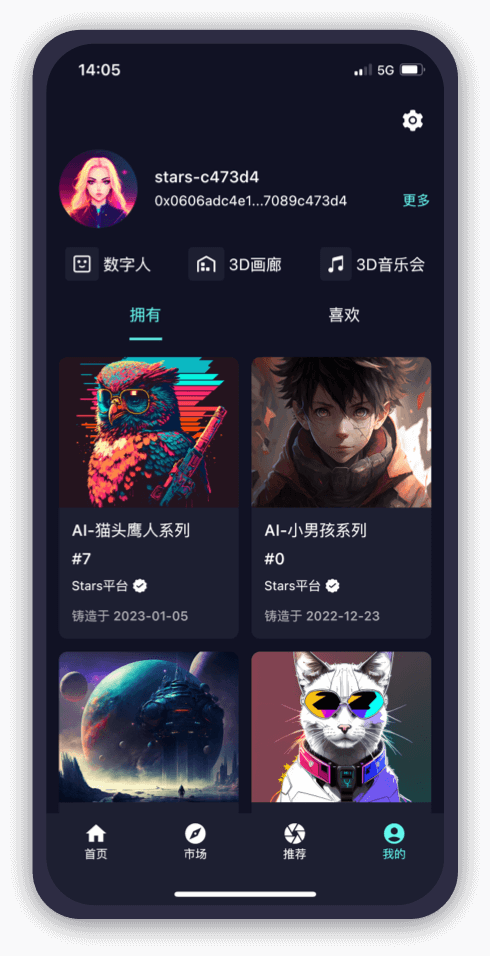 14:05
5G
stars-c473d4
0x0606adc4e1...7089c473d4
更多
数字人
3D画廊
3D音乐会
拥有
喜欢
AI-猫头鹰人系列
#7
Stars平台
铸造于 2023-01-05
AI-小男孩系列
#0
Stars平台
铸造于 2022-12-23
首页
市场
推荐
我的